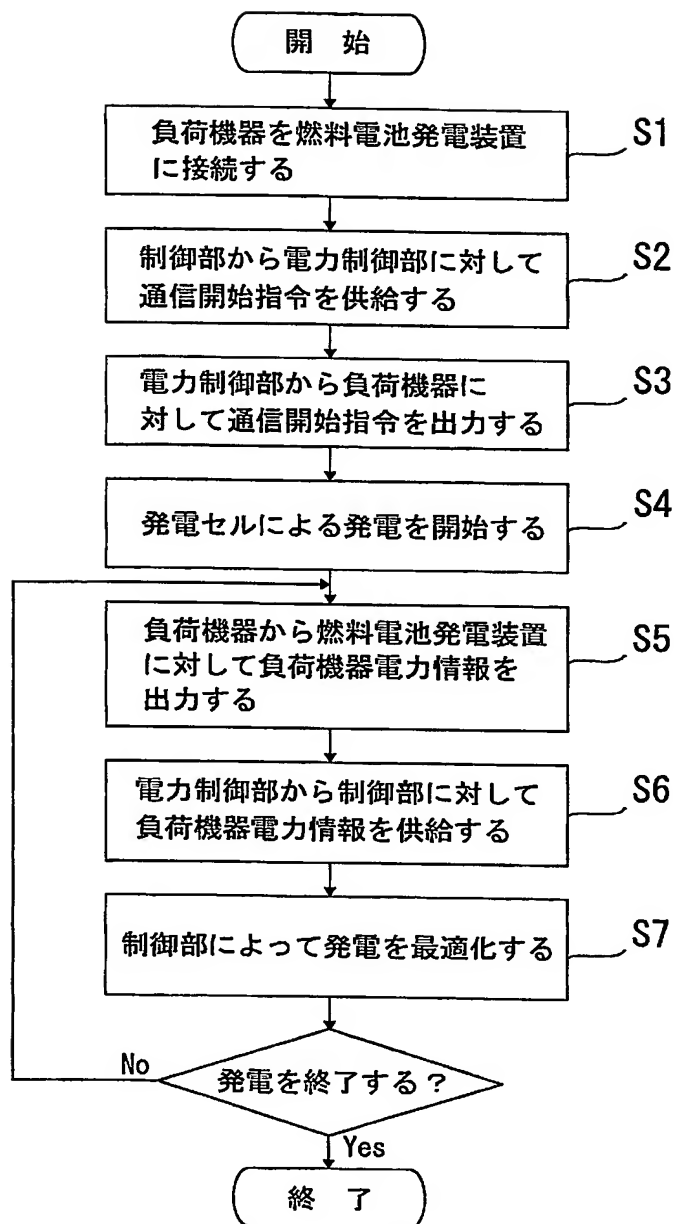 開 始
負荷機器を燃料電池発電装置
に接続する
S1
制御部から電力制御部に対して
通信開始指令を供給する
S2
電力制御部から負荷機器に
対して通信開始指令を出力する
S3
発電セルによる発電を開始する
S4
負荷機器から燃料電池発電装置
に対して負荷機器電力情報を
出力する
S5
電力制御部から制御部に対して
負荷機器電力情報を供給する
S6
制御部によって発電を最適化する
S7
発電を終了する?
No
Yes
終 了